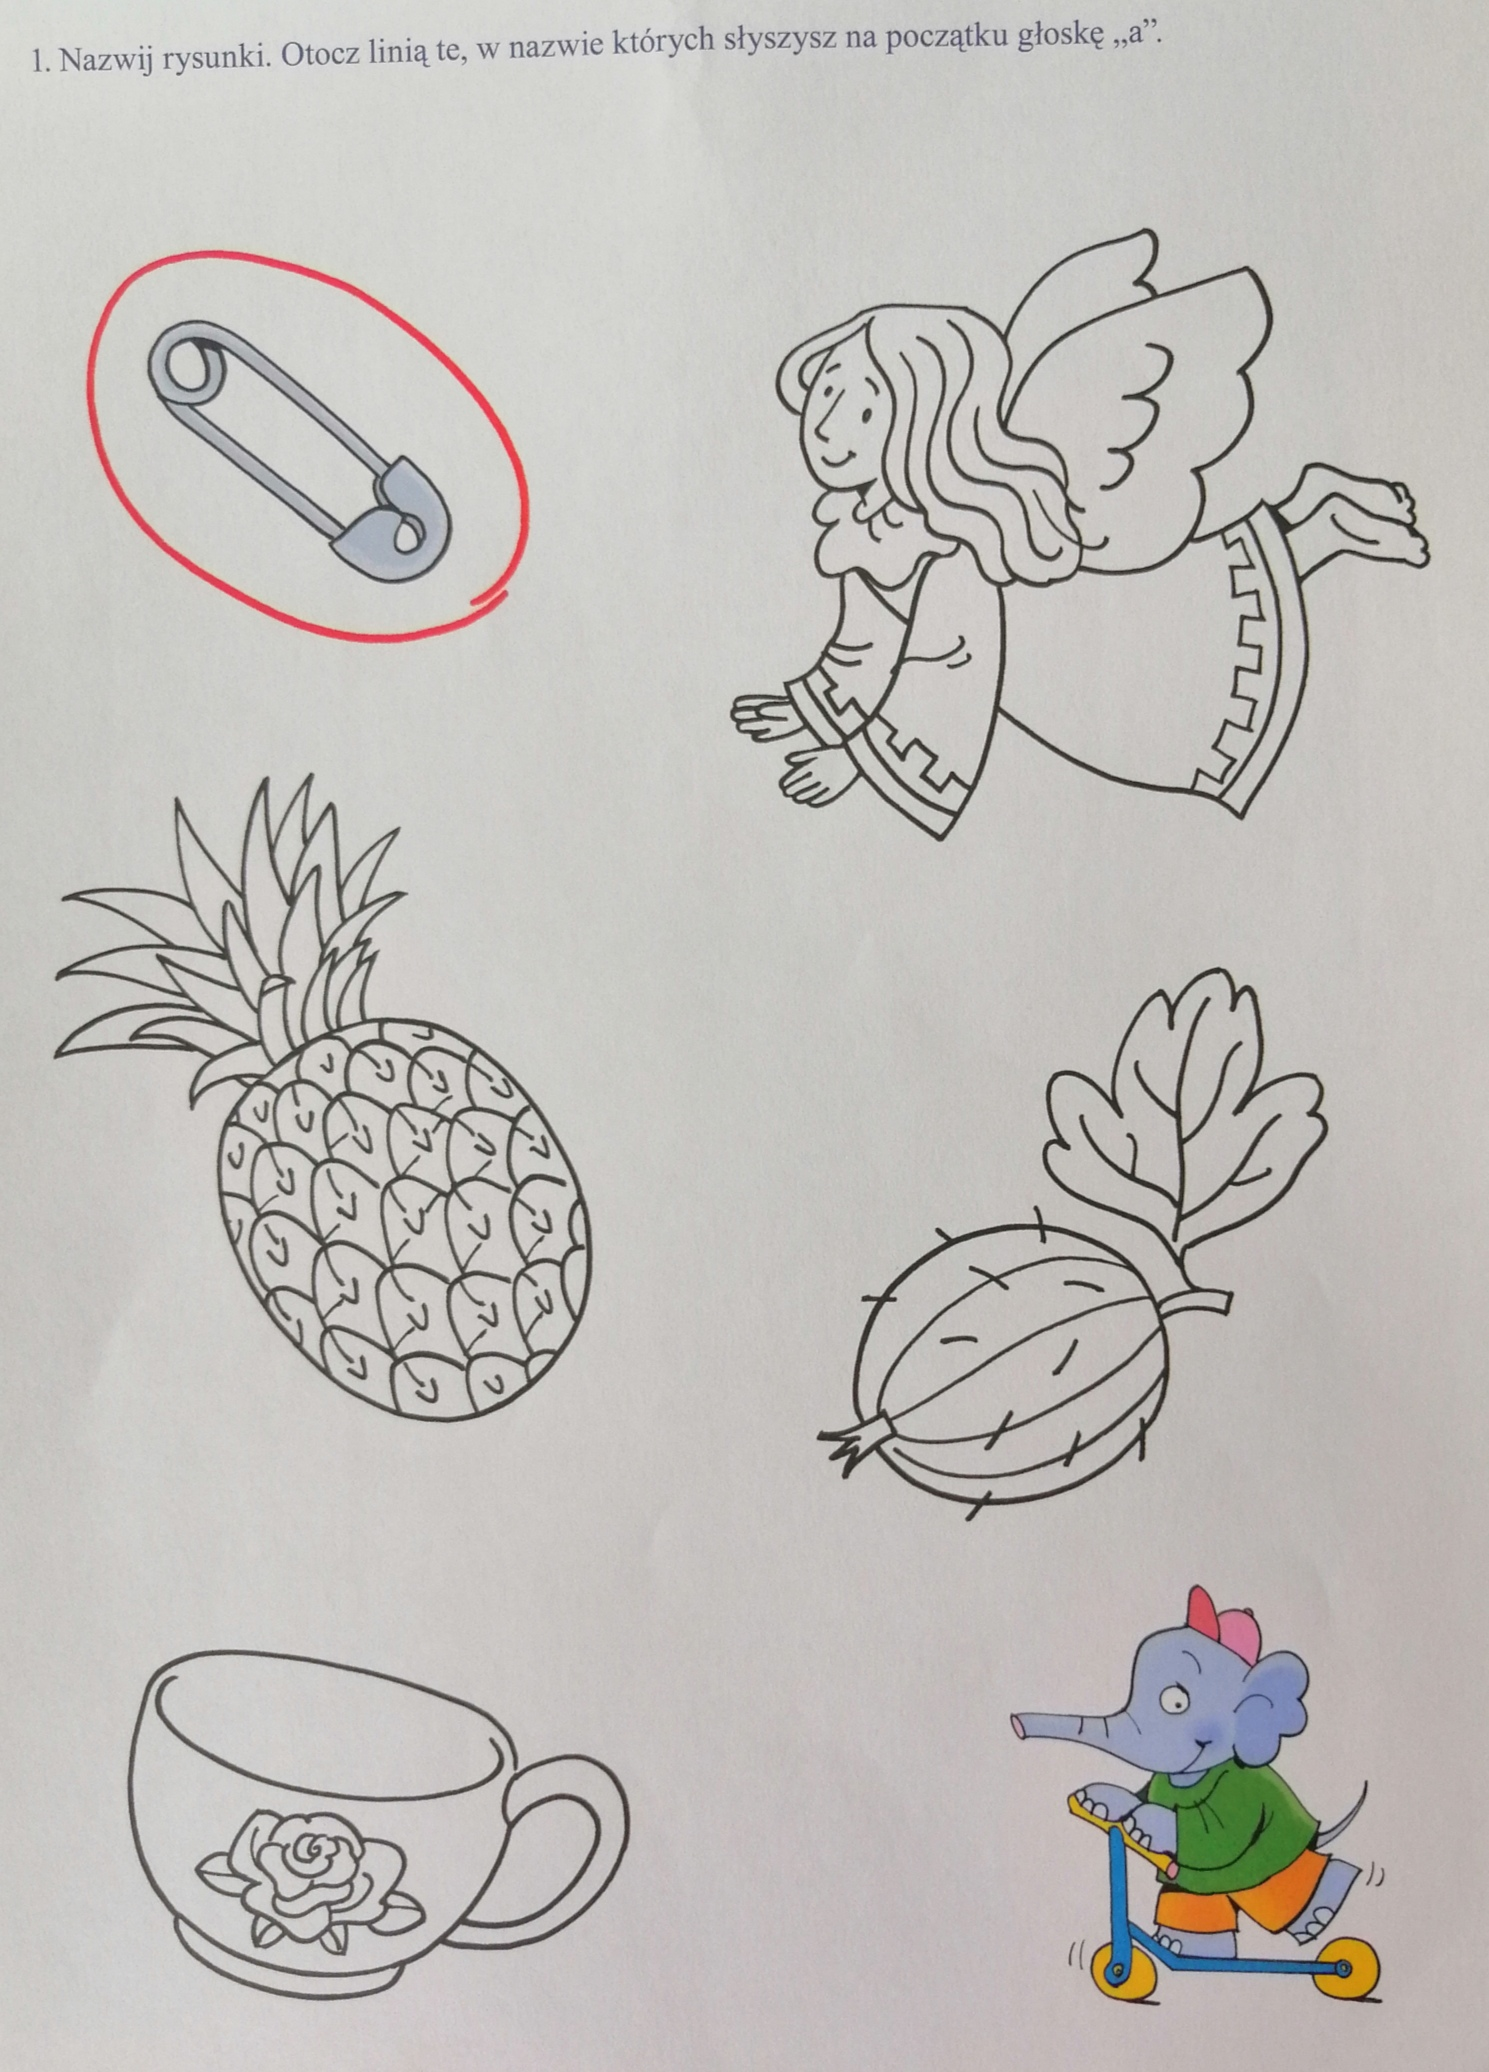 1. Nazwij rysunki. Otocz linią te, w nazwie których słyszysz na początku głoskę „a”.